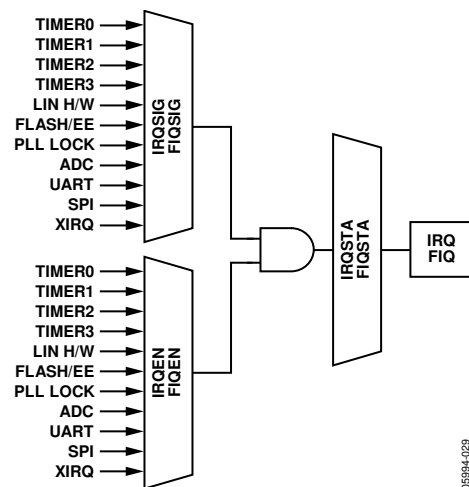 TIMER0
TIMER1
TIMER2
TIMER3
LIN H/W
FLASH/EE
PLL LOCK
ADC
UART
SPI
XIRQ
IRQSIG
FIQSIG
TIMER0
TIMER1
TIMER2
TIMER3
LIN H/W
FLASH/EE
PLL LOCK
ADC
UART
SPI
XIRQ
IRQEN
FIQEN
IRQSTA
FIQSTA
IRQ
FIQ
05994-029